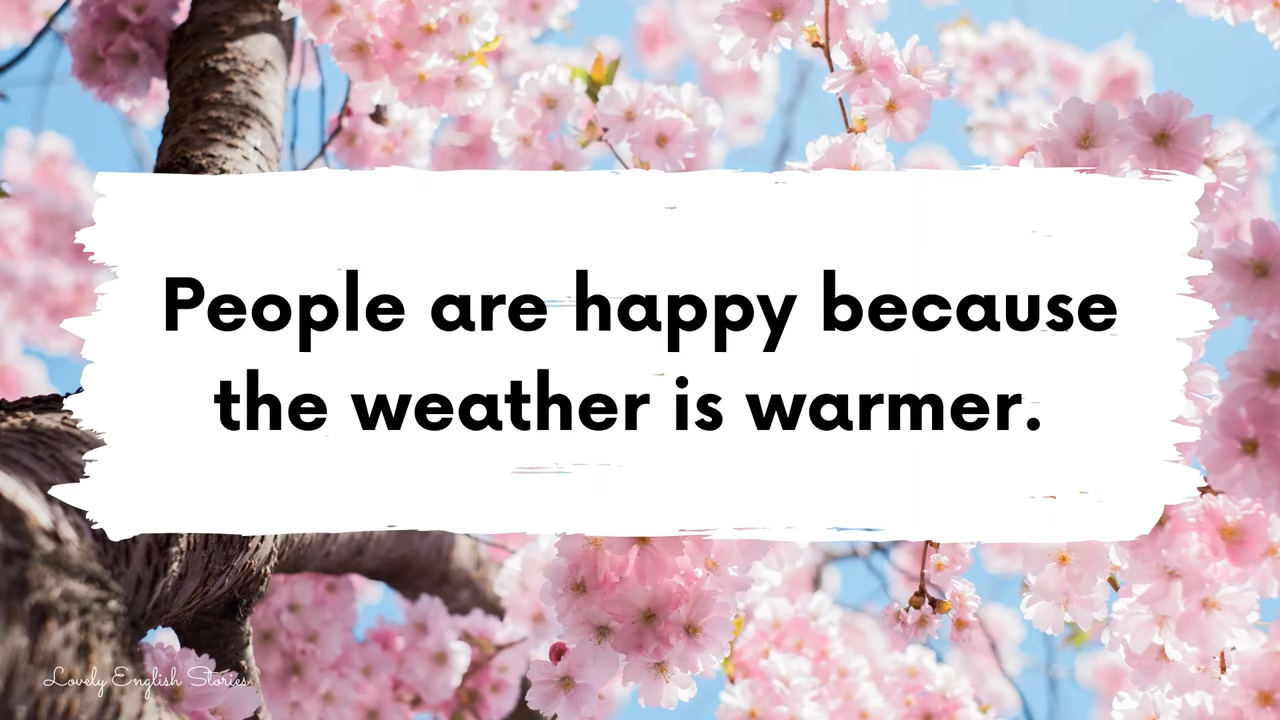 People are happy because
the weather is warmer.
Lovely English Stories